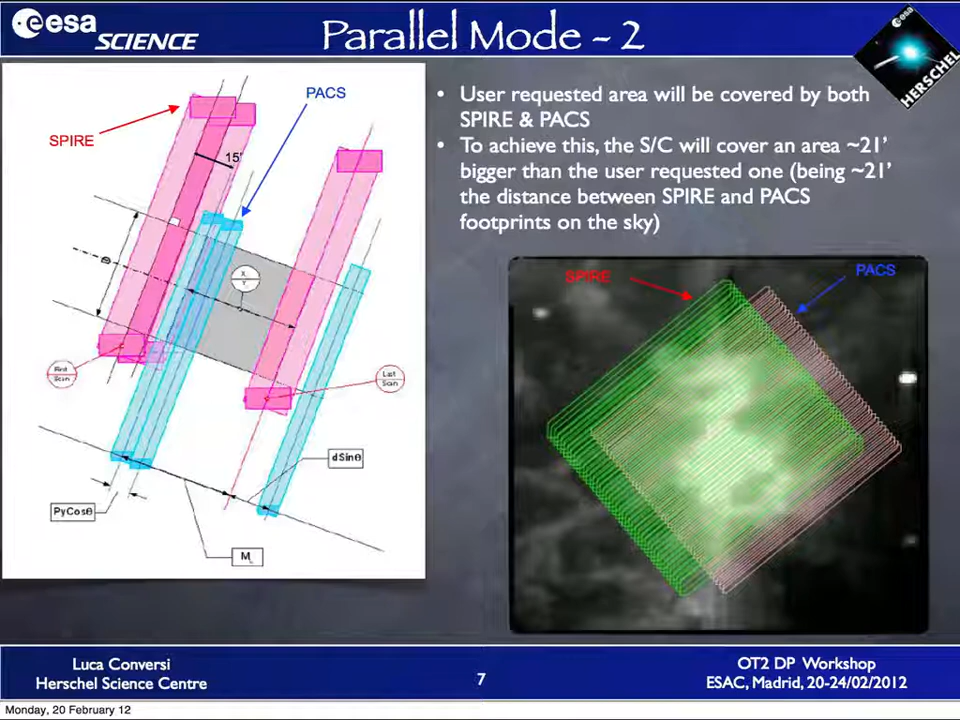 esa
SCIENCE
Parallel Mode - 2
esa
HERSCHEL
PACS
SPIRE
15'
θ
X
Y
First
Scan
Last
Scan
dSinθ
PyCosθ
M
• User requested area will be covered by both
SPIRE & PACS
• To achieve this, the S/C will cover an area ~21’
bigger than the user requested one (being ~21’
the distance between SPIRE and PACS
footprints on the sky)
SPIRE
PACS
Luca Conversi
Herschel Science Centre
7
OT2 DP Workshop
ESAC, Madrid, 20-24/02/2012
Monday, 20 February 12